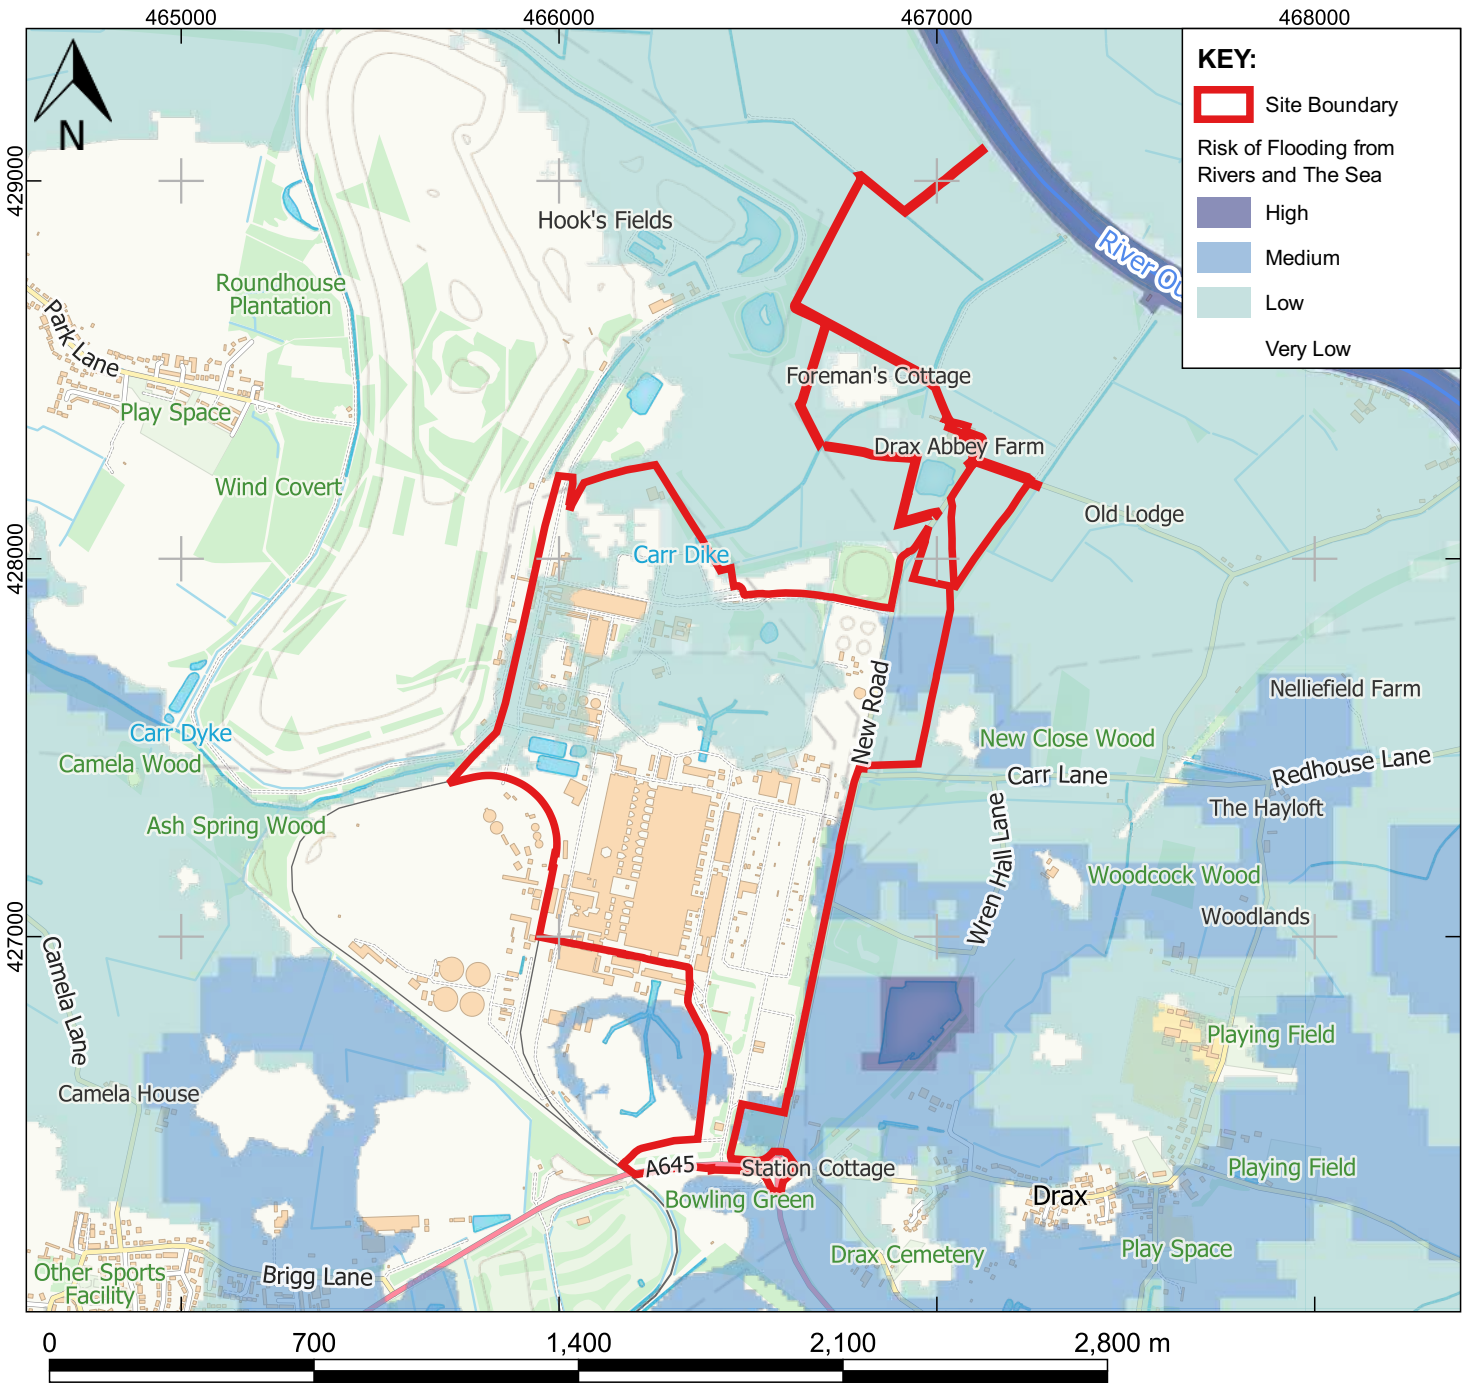 465000
466000
467000
468000
429000
428000
427000
N
KEY:
Site Boundary
Risk of Flooding from
Rivers and The Sea
High
Medium
Low
Very Low
Hook's Fields
River Ou
Roundhouse
Plantation
Park Lane
Play Space
Wind Covert
Foreman's Cottage
Drax Abbey Farm
Old Lodge
Carr Dike
New Road
Nelliefield Farm
Carr Dyke
Camela Wood
New Close Wood
Carr Lane
Redhouse Lane
The Hayloft
Ash Spring Wood
Wren Hall Lane
Woodcock Wood
Woodlands
Camela Lane
Playing Field
Camela House
A645
Station Cottage
Playing Field
Bowling Green
Drax
Drax Cemetery
Play Space
Other Sports
Facility
Brigg Lane
0
700
1,400
2,100
2,800 m